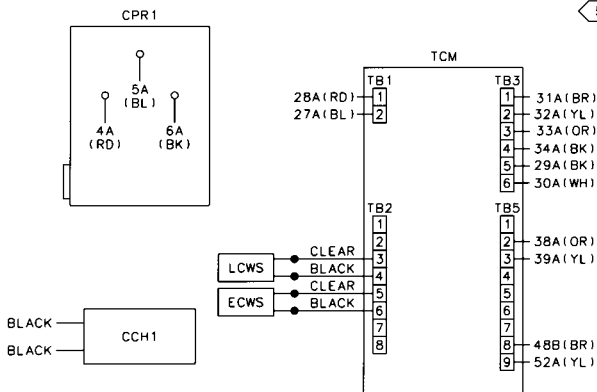 CPR1
5A
(BL)
4A
(RD)
6A
(BK)
BLACK
BLACK
CCH1
TCM
TB1
28A(RD) 1
27A(BL) 2
TB3
1 31A(BR)
2 32A(YL)
3 33A(OR)
4 34A(BK)
5 29A(BK)
6 30A(WH)
TB2
1
2
LCWS CLEAR 3
BLACK 4
ECWS CLEAR 5
BLACK 6
7
8
TB5
1
2 38A(OR)
3 39A(YL)
4
5
6
7
8 48B(BR)
9 52A(YL)